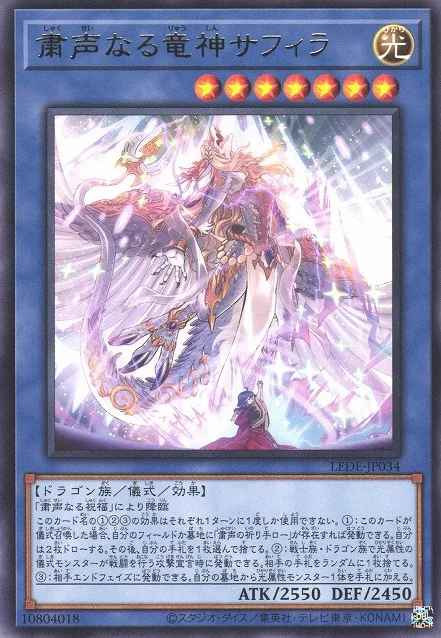 粛声なる竜神サフィラ
光
LEDE-JP034
【ドラゴン族/儀式/効果】
「粛声なる祝福」により降臨
このカード名の①②③の効果はそれぞれ1ターンに1度しか使用できない。①:このカードが
儀式召喚した場合、自分のフィールドか墓地に「粛声の祈り手ロー」が存在すれば発動できる。自分
は2枚ドローする。その後、自分の手札を1枚選んで捨てる。②:戦士族・ドラゴン族で光属性の
儀式モンスターが戦闘を行う攻撃宣言時に発動できる。相手の手札をランダムに1枚捨てる。
③:相手エンドフェイズに発動できる。自分の墓地から光属性モンスター1体を手札に加える。
ATK/2550 DEF/2450
10804018 ©スタジオ・ダイス/集英社・テレビ東京・KONAMI